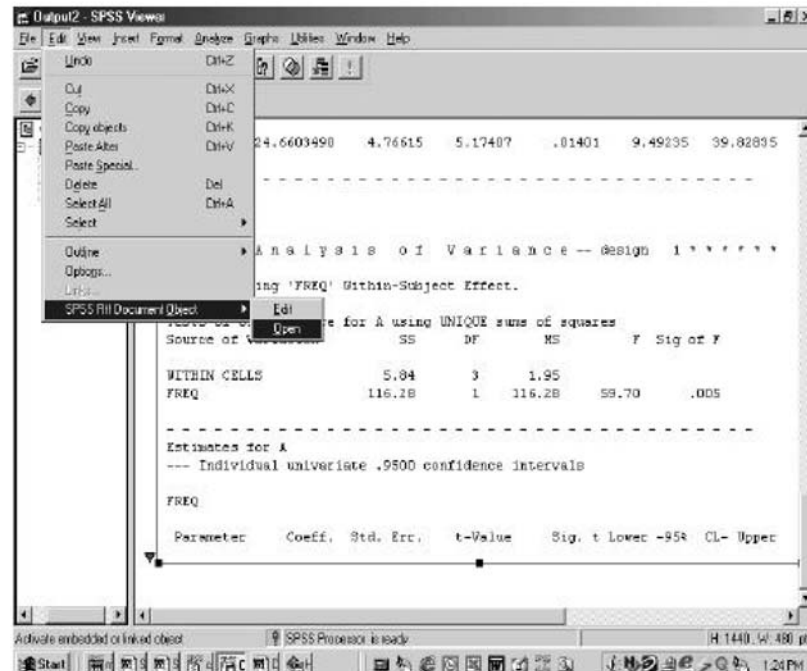 Output2 - SPSS Viewer
File Edit View Insert Format Analyze Graphs Utilities Window Help
Undo Ctrl+Z
Cut Ctrl+X
Copy Ctrl+C
Copy objects Ctrl+K
Paste After Ctrl+V
Paste Special...
Delete Del
Select All Ctrl+A
Select
Outline
Options...
Links...
SPSS Rtf Document Object
Edit
Open
24.6603490 4.76615 5.17407 .01401 9.49235 39.82835
- - - - - - - - - - - - - - - - - - - - - - - - - - - - - -
A n a l y s i s o f V a r i a n c e -- design 1 * * * * * *
ing 'FREQ' Within-Subject Effect.
for A using UNIQUE sums of squares
Source of SS DF MS F Sig of F
WITHIN CELLS 5.84 3 1.95
FREQ 116.28 1 116.28 59.70 .005
- - - - - - - - - - - - - - - - - - - - - - - - - - - - - - - - - - - -
Estimates for A
--- Individual univariate .9500 confidence intervals
FREQ
Parameter Coeff. Std. Err. t-Value Sig. t Lower -95% CL- Upper
Activate embedded or linked object SPSS Processor is ready H: 1440, W: 480 pt
Start 1:24 PM